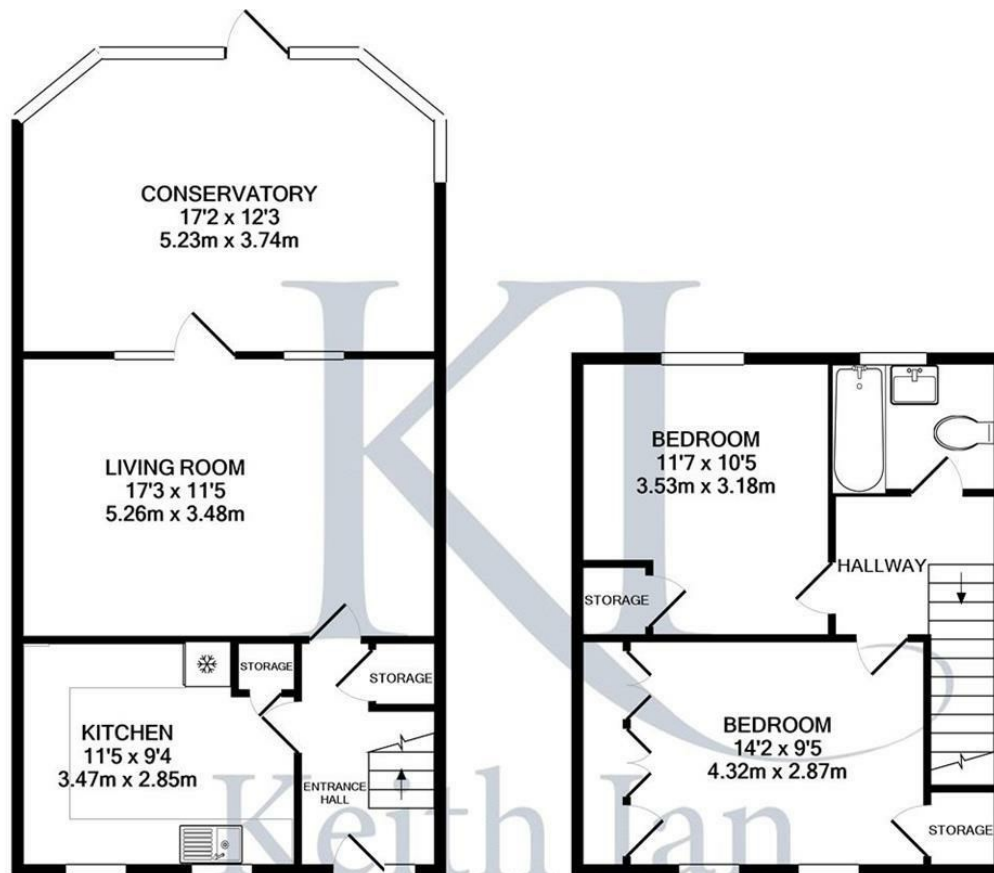 CONSERVATORY
17'2 x 12'3
5.23m x 3.74m
LIVING ROOM
17'3 x 11'5
5.26m x 3.48m
STORAGE
STORAGE
KITCHEN
11'5 x 9'4
3.47m x 2.85m
ENTRANCE
HALL
BEDROOM
11'7 x 10'5
3.53m x 3.18m
HALLWAY
STORAGE
BEDROOM
14'2 x 9'5
4.32m x 2.87m
STORAGE
KI
Keith Ian